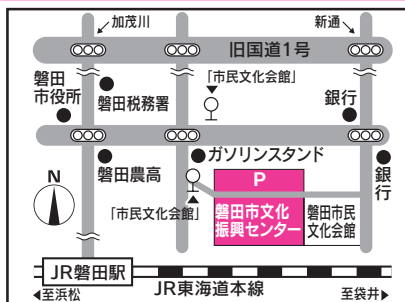 加茂川
新通
旧国道1号
磐田
市役所
磐田税務署
「市民文化会館」
銀行
磐田農高
ガソリンスタンド
銀行
N
P
「市民文化会館」
磐田市文化
振興センター
磐田市民
文化会館
JR磐田駅
JR東海道本線
至浜松
至袋井